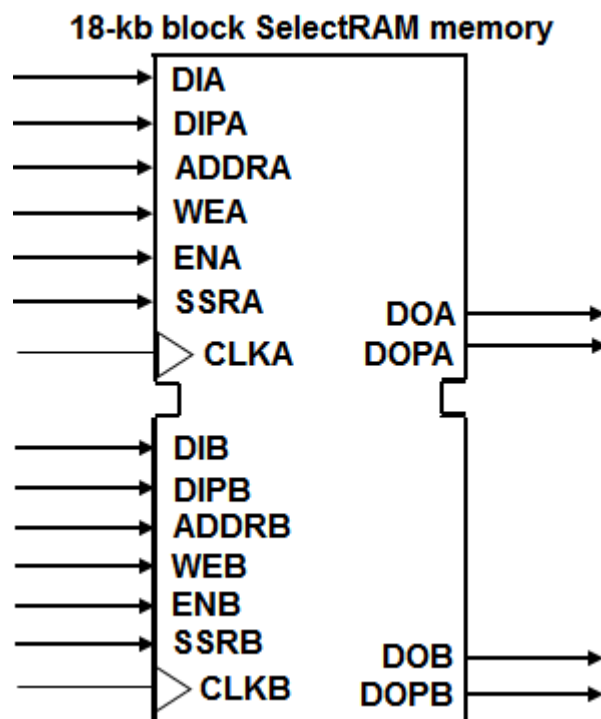 18-kb block SelectRAM memory
DIA
DIPA
ADDRA
WEA
ENA
SSRA
DOA
CLKA
DOPA
DIB
DIPB
ADDRB
WEB
ENB
SSRB
DOB
CLKB
DOPB